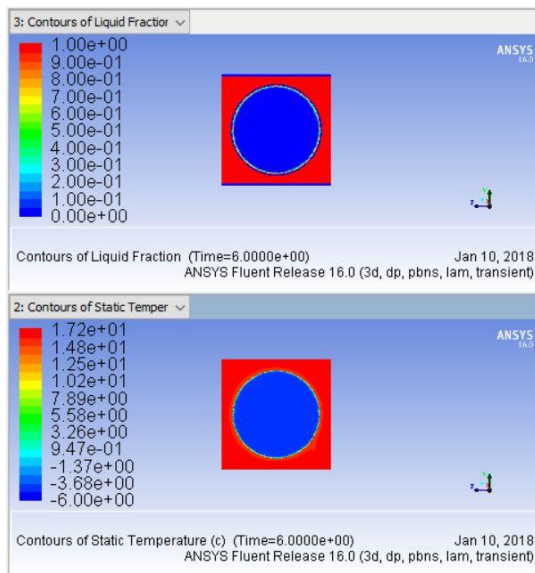 3: Contours of Liquid Fraction
1.00e+00
9.00e-01
8.00e-01
7.00e-01
6.00e-01
5.00e-01
4.00e-01
3.00e-01
2.00e-01
1.00e-01
0.00e+00
ANSYS
16.0
Contours of Liquid Fraction (Time=6.0000e+00)
Jan 10, 2018
ANSYS Fluent Release 16.0 (3d, dp, pbns, lam, transient)
2: Contours of Static Temper
1.72e+01
1.48e+01
1.25e+01
1.02e+01
7.89e+00
5.58e+00
3.26e+00
9.47e-01
-1.37e+00
-3.68e+00
-6.00e+00
ANSYS
16.0
Contours of Static Temperature (c) (Time=6.0000e+00)
Jan 10, 2018
ANSYS Fluent Release 16.0 (3d, dp, pbns, lam, transient)